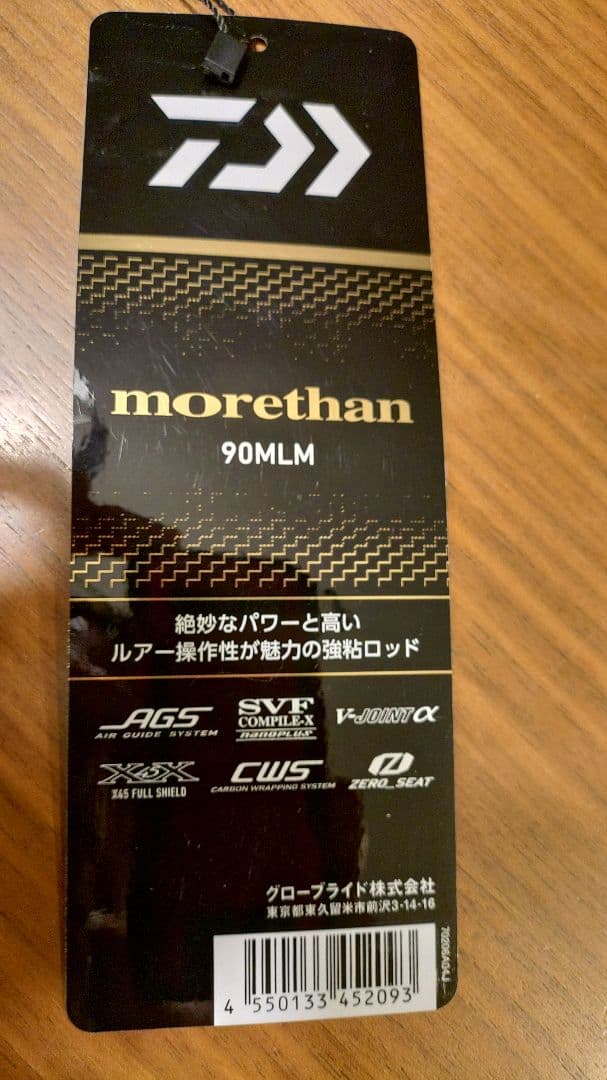 morethan
90MLM
絶妙なパワーと高い
ルアー操作性が魅力の強粘ロッド
AGS
AIR GUIDE SYSTEM
SVF
COMPILE-X
nanoplus
V-JOINT α
X45X
X45 FULL SHIELD
CWS
CARBON WRAPPING SYSTEM
ZERO_SEAT
グローブライド株式会社
東京都東久留米市前沢3-14-16
70206A04J
4 550133 452093